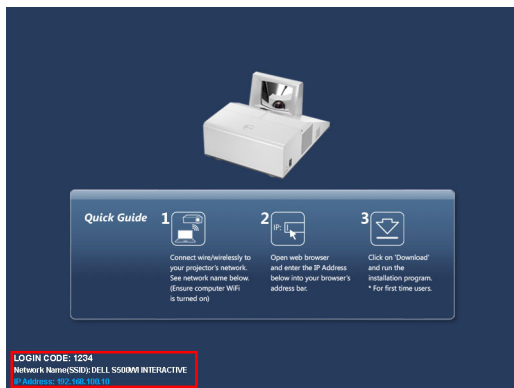 Quick Guide
1
Connect wire/wirelessly to
your projector's network.
See network name below.
(Ensure computer WiFi
is turned on)
2
IP:
Open web browser
and enter the IP Address
below into your browser's
address bar.
3
Click on 'Download'
and run the
installation program.
* For first time users.
LOGIN CODE: 1234
Network Name(SSID): DELL S500WI INTERACTIVE
IP Address: 192.168.100.10